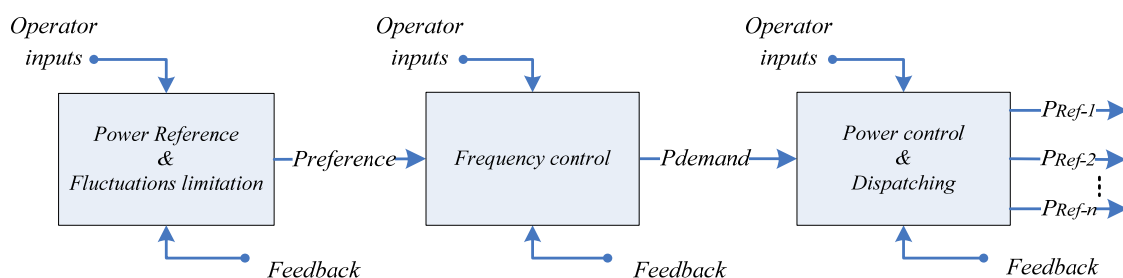 Operator
inputs
Operator
inputs
Operator
inputs
Power Reference
&
Fluctuations limitation
Preference
Frequency control
Pdemand
Power control
&
Dispatching
PRef-1
PRef-2
PRef-n
Feedback
Feedback
Feedback